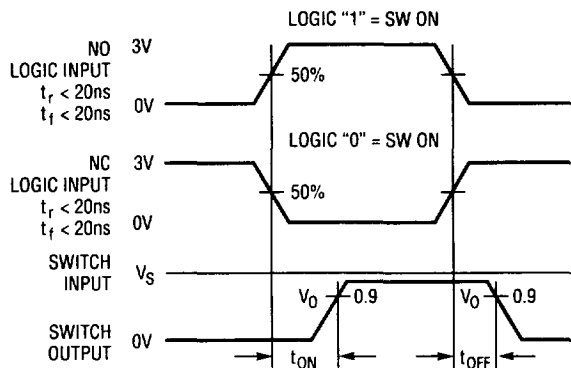 LOGIC “1” = SW ON
NO
LOGIC INPUT
tr < 20ns
tf < 20ns
3V
0V
50%
LOGIC “0” = SW ON
NC
LOGIC INPUT
tr < 20ns
tf < 20ns
3V
0V
50%
SWITCH
INPUT
VS
VO 0.9
VO 0.9
SWITCH
OUTPUT
0V
tON
tOFF